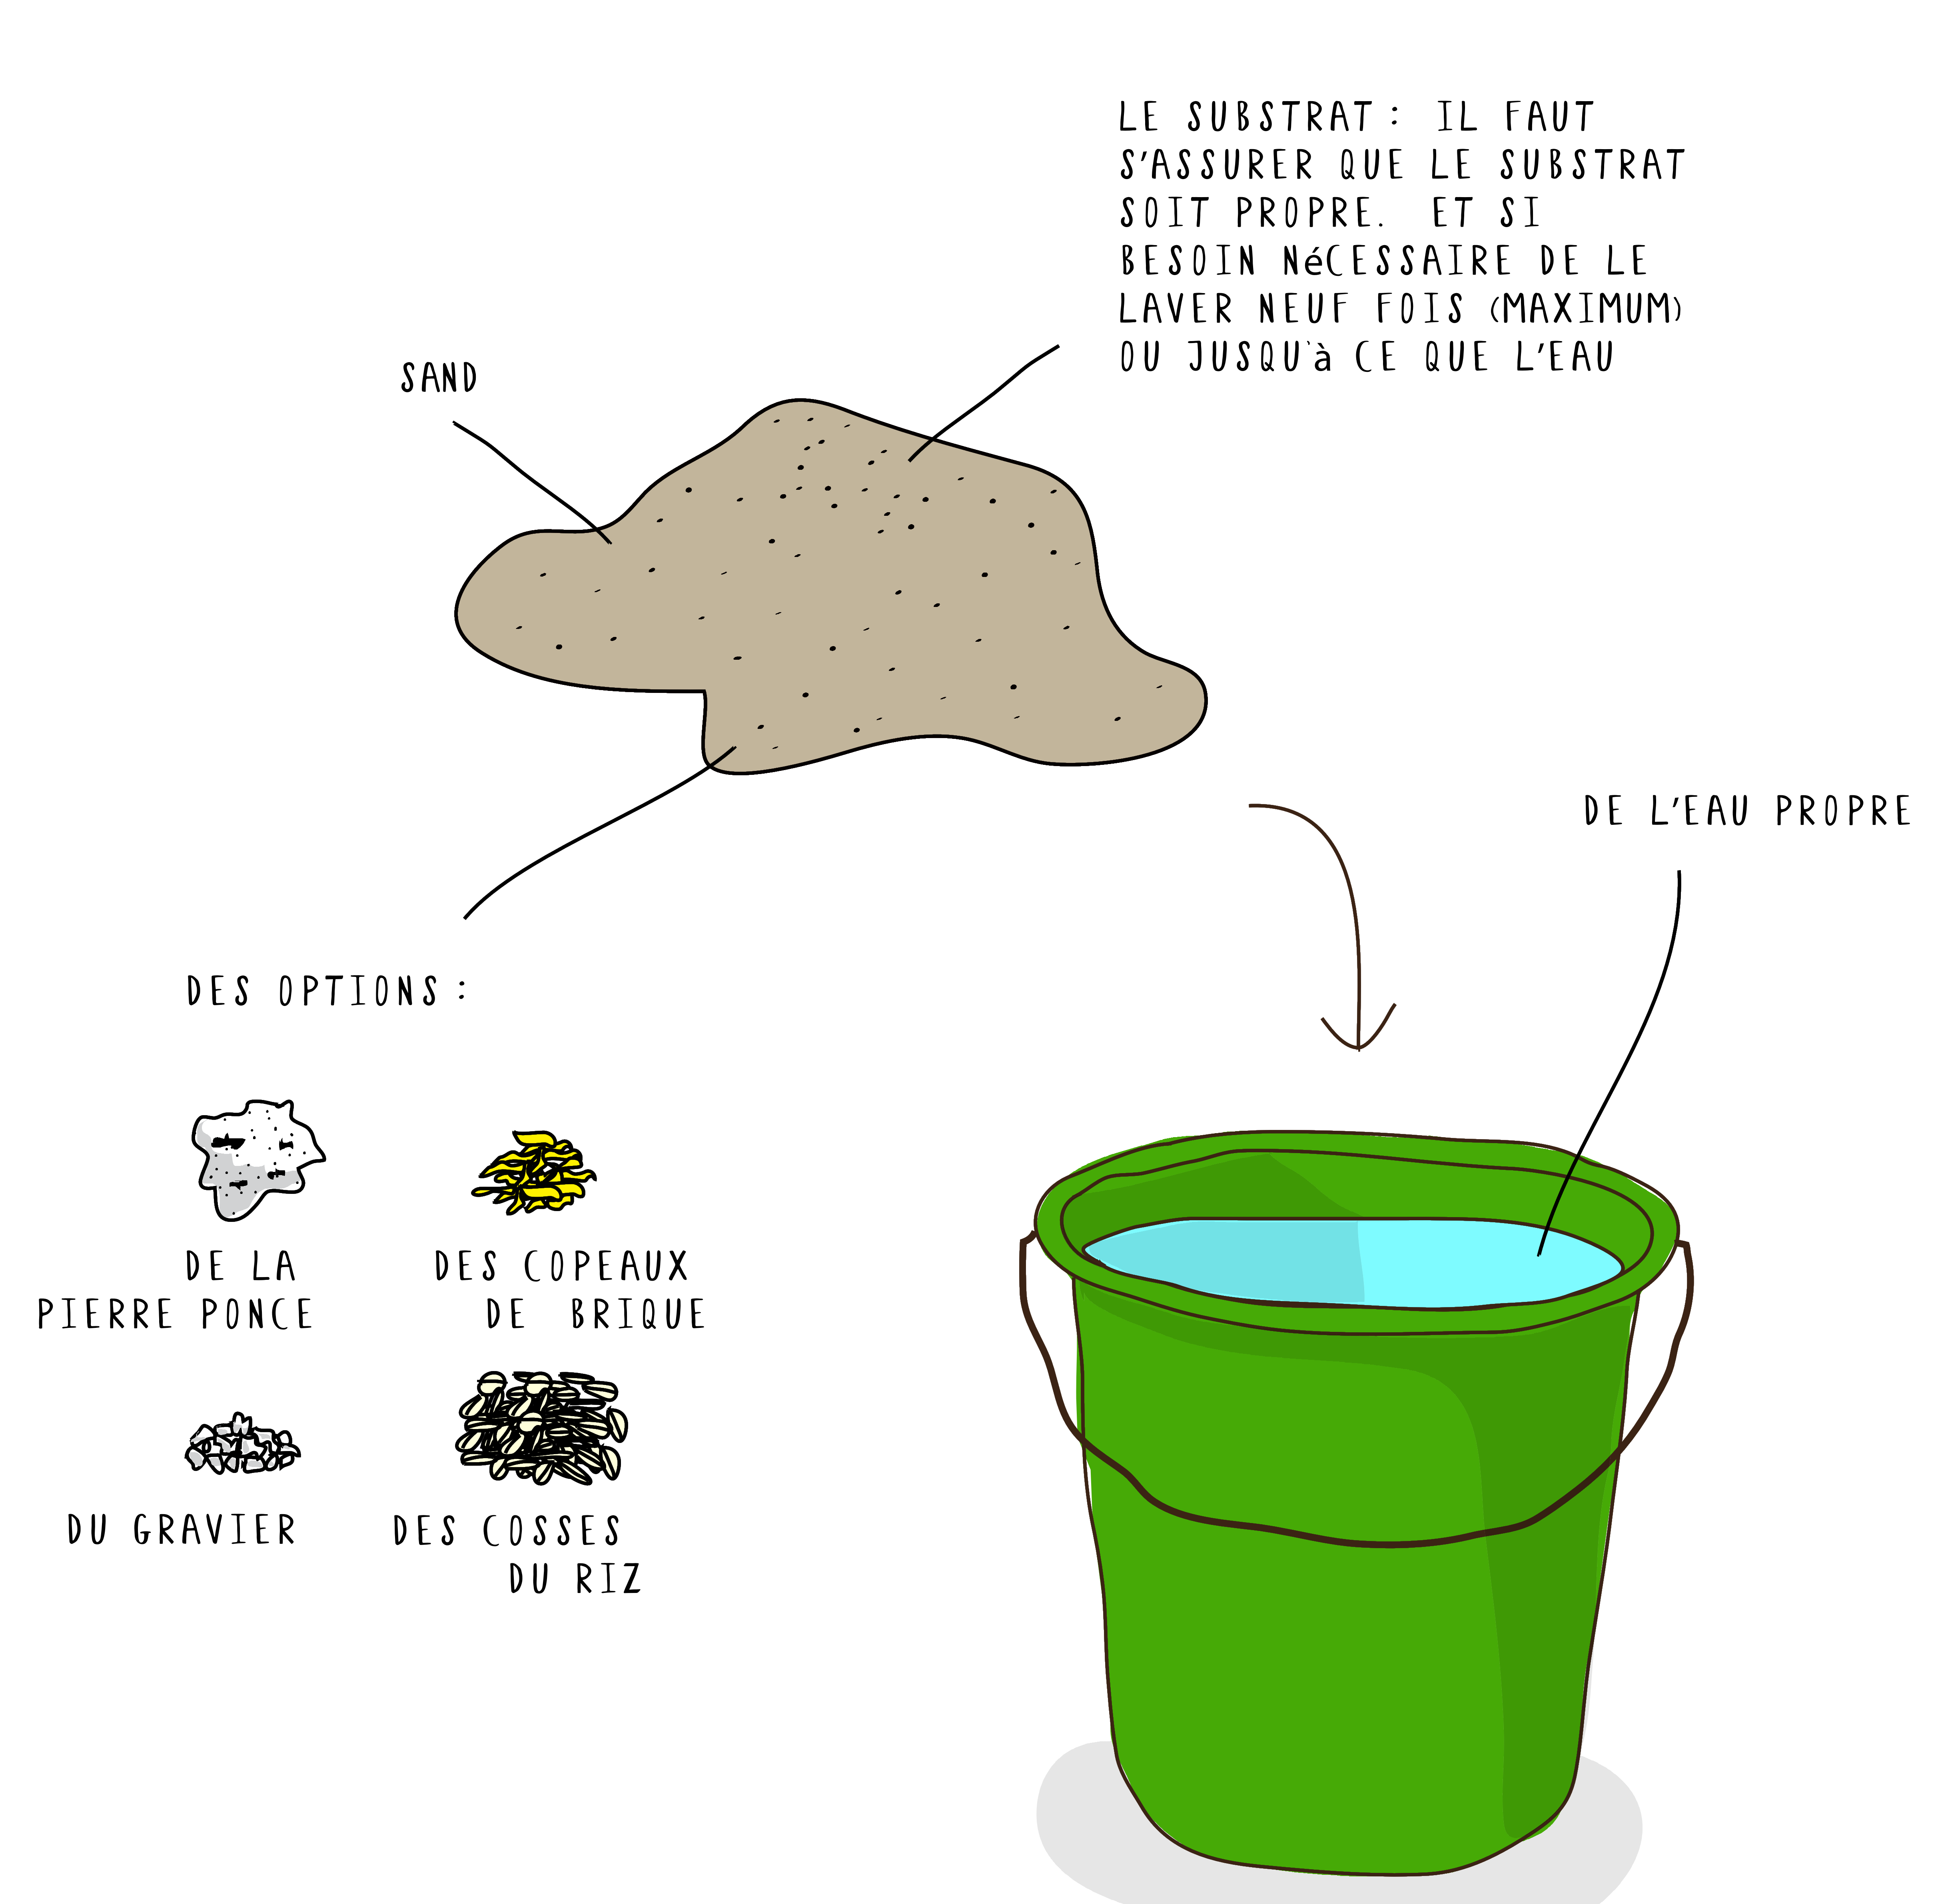 LE SUBSTRAT: IL FAUT
S'ASSURER QUE LE SUBSTRAT
SOIT PROPRE. ET SI
BESOIN NéCESSAIRE DE LE
LAVER NEUF FOIS (MAXIMUM)
OU JUSQU'à CE QUE L'EAU
SAND
DE L'EAU PROPRE
DES OPTIONS:
DE LA
PIERRE PONCE
DES COPEAUX
DE BRIQUE
DU GRAVIER
DES COSSES
DU RIZ